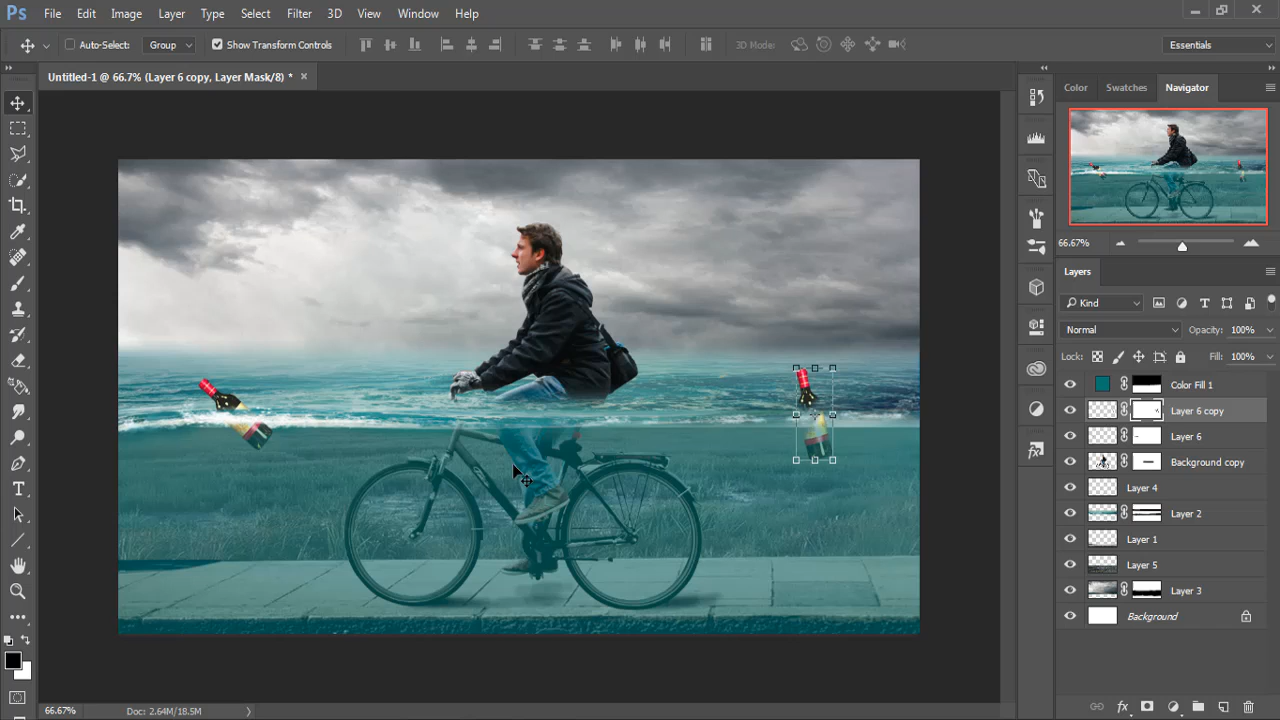 Ps File Edit Image Layer Type Select Filter 3D View Window Help
Auto-Select: Group Show Transform Controls 3D Mode: Essentials
Untitled-1 @ 66.7% (Layer 6 copy, Layer Mask/8) * ×
Color Swatches Navigator
66.67%
Layers
Kind
Normal Opacity: 100%
Lock: Fill: 100%
Color Fill 1
Layer 6 copy
Layer 6
Background copy
Layer 4
Layer 2
Layer 1
Layer 5
Layer 3
Background
66.67% Doc: 2.64M/18.5M